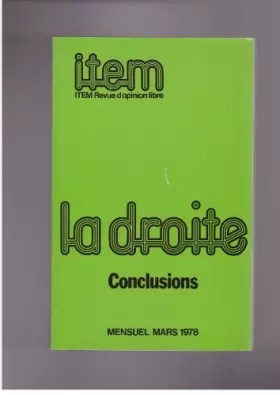 item
ITEM Revue d'opinion libre
la droite
Conclusions
MENSUEL MARS 1978